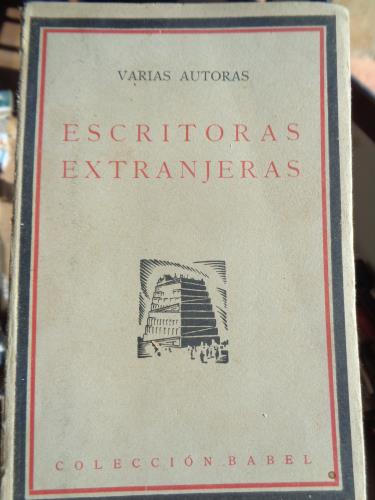 VARIAS AUTORAS
ESCRITORAS
EXTRANJERAS
COLECCIÓN BABEL